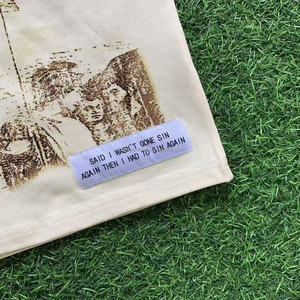 SAID I WASN'T GONE SIN
AGAIN THEN I HAD TO SIN AGAIN